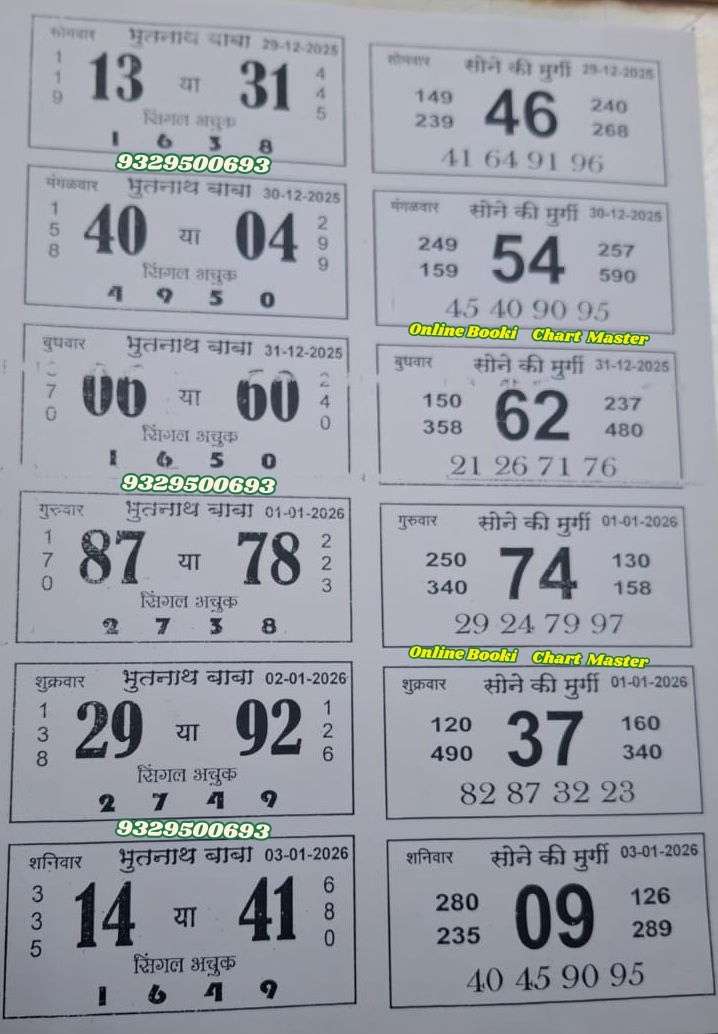 सोमवार भुतनाथ बाबा 29-12-2025
1 1 9 13 या 31 4 4 5
सिंगल अचुक
1 6 3 8
9329500693
मंगळवार भुतनाथ बाबा 30-12-2025
1 5 8 40 या 04 2 9 9
सिंगल अचुक
4 9 5 0
बुधवार भुतनाथ बाबा 31-12-2025
7 0 06 या 60 2 4 0
सिंगल अचुक
1 6 5 0
9329500693
गुरुवार भुतनाथ बाबा 01-01-2026
1 7 0 87 या 78 2 2 3
सिंगल अचुक
2 7 3 8
शुक्रवार भुतनाथ बाबा 02-01-2026
1 3 8 29 या 92 1 2 6
सिंगल अचुक
2 7 4 9
9329500693
शनिवार भुतनाथ बाबा 03-01-2026
3 3 5 14 या 41 6 8 0
सिंगल अचुक
1 6 4 9
सोमवार सोने की मुर्गी 29-12-2025
149 46 240
239 268
41 64 91 96
मंगळवार सोने की मुर्गी 30-12-2025
249 54 257
159 590
45 40 90 95
Online Booki Chart Master
बुधवार सोने की मुर्गी 31-12-2025
150 62 237
358 480
21 26 71 76
गुरुवार सोने की मुर्गी 01-01-2026
250 74 130
340 158
29 24 79 97
Online Booki Chart Master
शुक्रवार सोने की मुर्गी 01-01-2026
120 37 160
490 340
82 87 32 23
शनिवार सोने की मुर्गी 03-01-2026
280 09 126
235 289
40 45 90 95